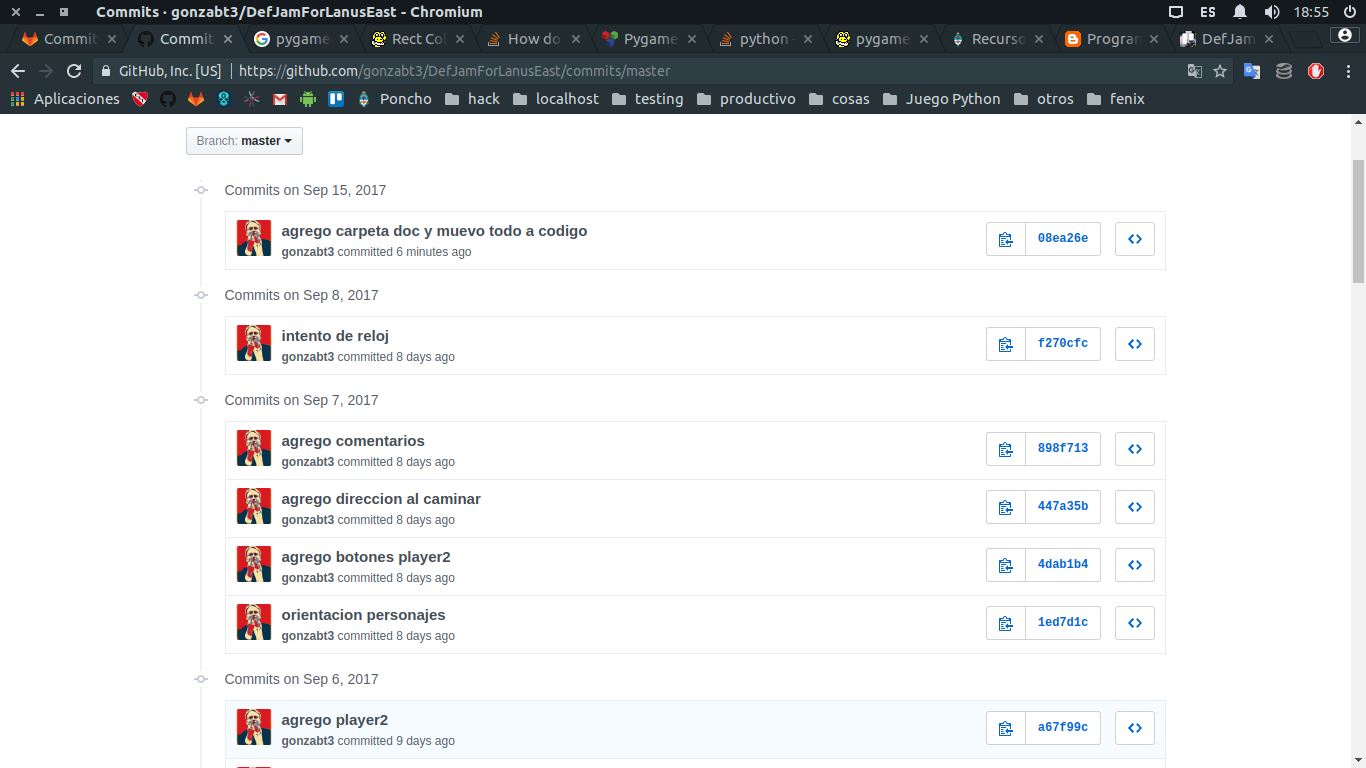 Commits · gonzabt3/DefJamForLanusEast - Chromium
ES
18:55
Commit
Commit
pygame
Rect Col
How do
Pygam
python
pygame
Recurso
Progran
DefJam
GitHub, Inc. [US]
https://github.com/gonzabt3/DefJamForLanusEast/commits/master
Aplicaciones
Poncho
hack
localhost
testing
productivo
cosas
Juego Python
otros
fenix
Branch: master
Commits on Sep 15, 2017
agrego carpeta doc y muevo todo a codigo
08ea26e
gonzabt3 committed 6 minutes ago
Commits on Sep 8, 2017
intento de reloj
f270cfc
gonzabt3 committed 8 days ago
Commits on Sep 7, 2017
agrego comentarios
898f713
gonzabt3 committed 8 days ago
agrego direccion al caminar
447a35b
gonzabt3 committed 8 days ago
agrego botones player2
4dab1b4
gonzabt3 committed 8 days ago
orientacion personajes
1ed7d1c
gonzabt3 committed 8 days ago
Commits on Sep 6, 2017
agrego player2
a67f99c
gonzabt3 committed 9 days ago